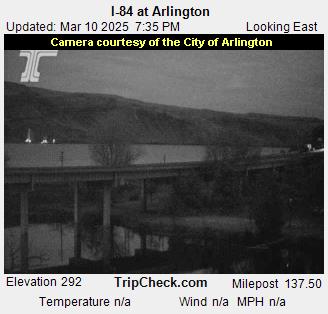 I-84 at Arlington
Updated: Mar 10 2025 7:35 PM Looking East
Camera courtesy of the City of Arlington
Elevation 292 TripCheck.com Milepost 137.50
Temperature n/a Wind n/a MPH n/a